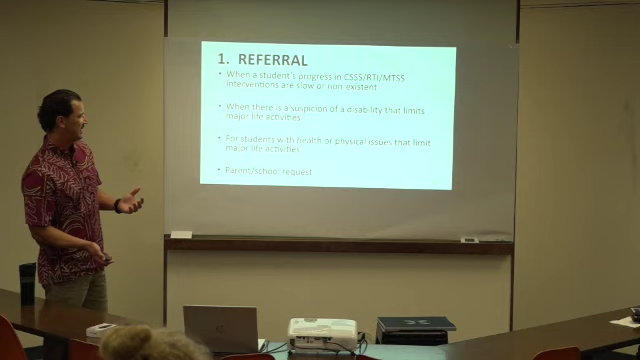 1. REFERRAL
• When a student's progress in CSSS/RTI/MTSS
interventions are slow or non-existent
• When there is a suspicion of a disability that limits
major life activities
• For students with health or physical issues that limit
major life activities
• Parent/school request